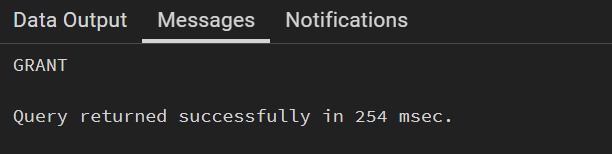 Data Output Messages Notifications
GRANT
Query returned successfully in 254 msec.